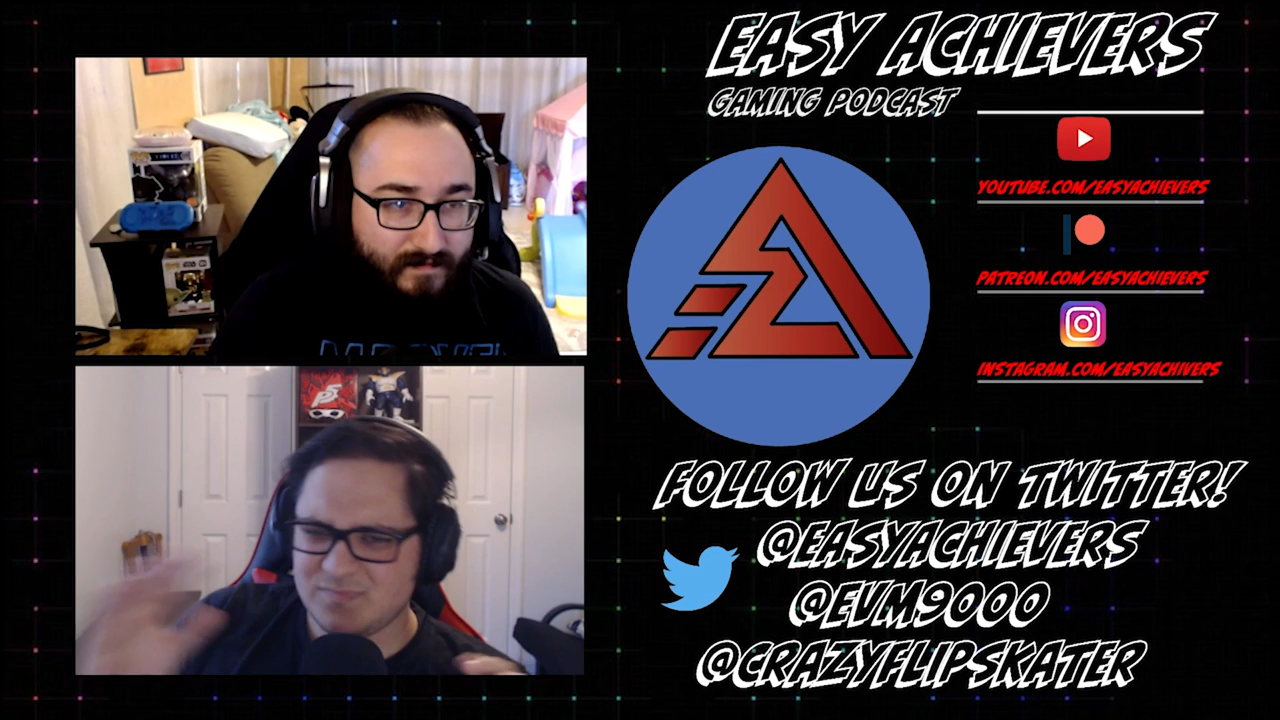 EASY ACHIEVERS
GAMING PODCAST
YOUTUBE.COM/EASYACHIEVERS
PATREON.COM/EASYACHIEVERS
INSTAGRAM.COM/EASYACHIVERS
FOLLOW US ON TWITTER!
@EASYACHIEVERS
@EVM9000
@CRAZYFLIPSKATER